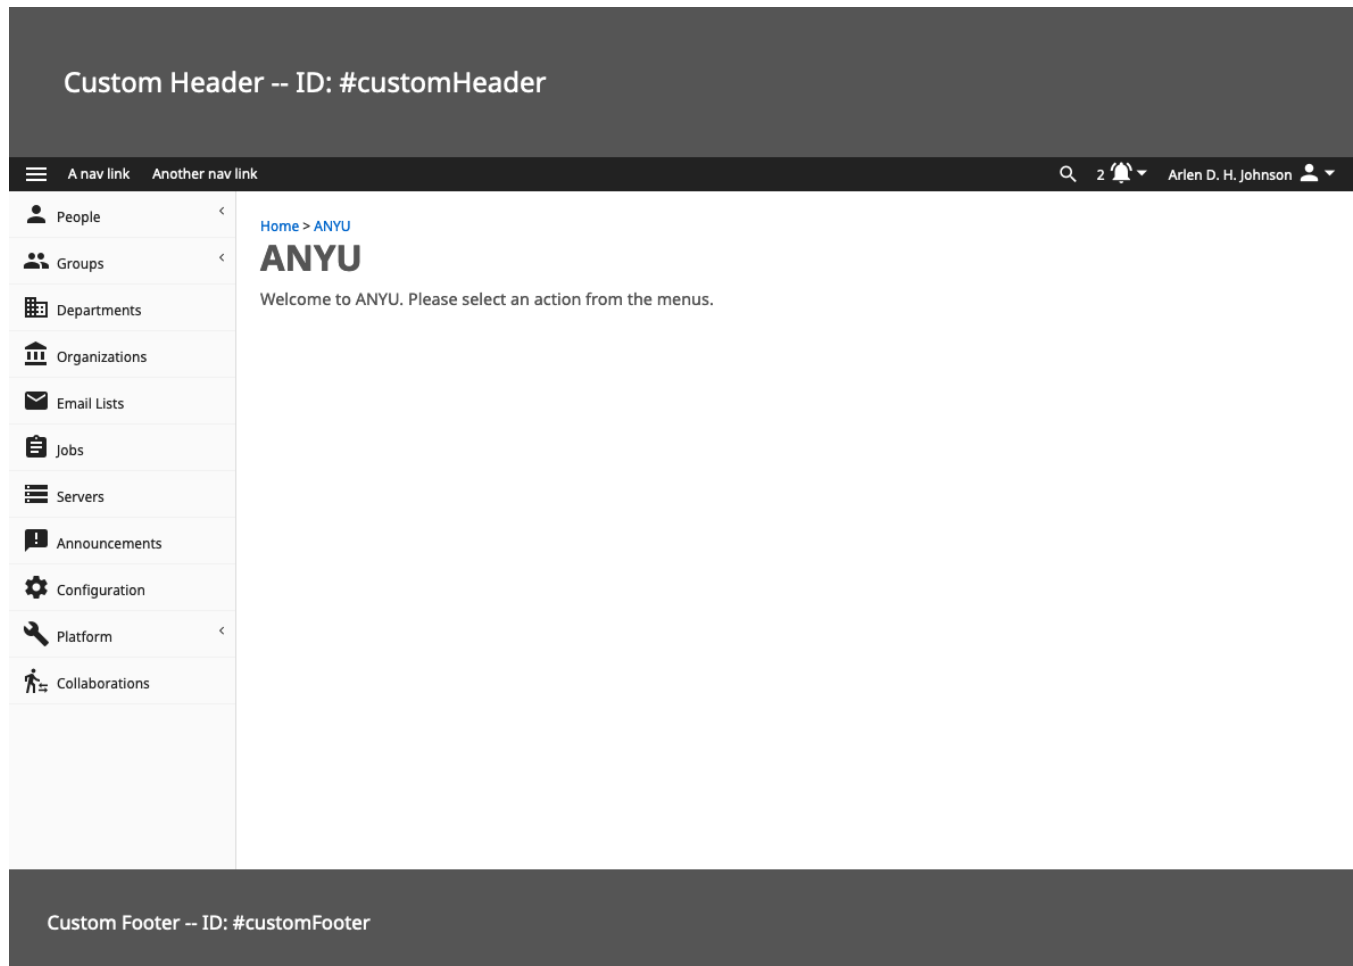 Custom Header -- ID: #customHeader
A nav link Another nav link 2 Arlen D. H. Johnson
People
Groups
Departments
Organizations
Email Lists
Jobs
Servers
Announcements
Configuration
Platform
Collaborations
Home > ANYU
ANYU
Welcome to ANYU. Please select an action from the menus.
Custom Footer -- ID: #customFooter